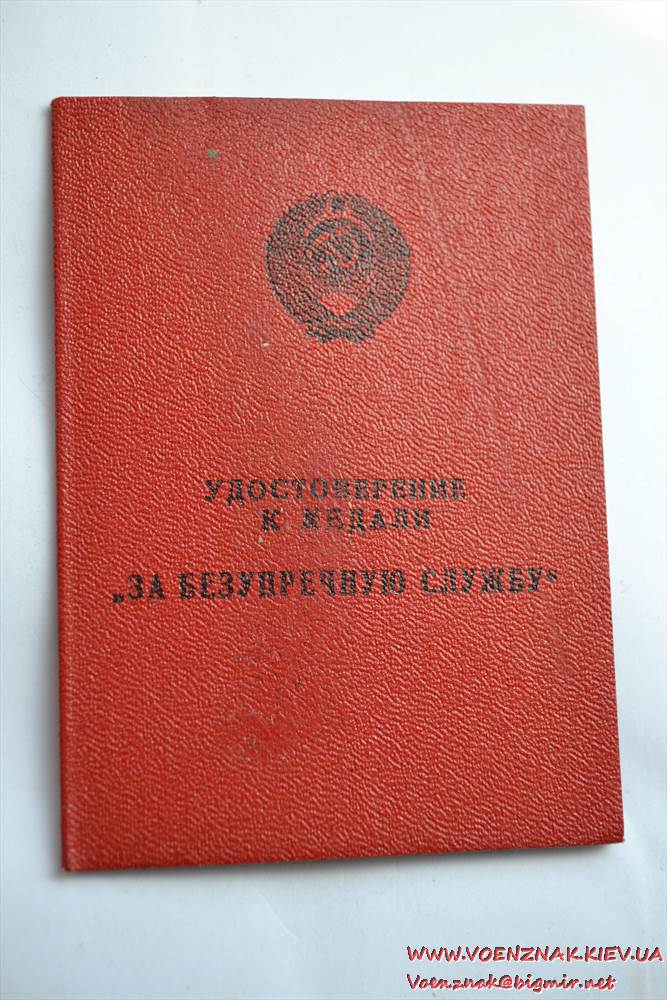 УДОСТОВЕРЕНИЕ
К МЕДАЛИ
„ЗА БЕЗУПРЕЧНУЮ СЛУЖБУ“
WWW.VOENZNAK.KIEV.UA
Voenznak@bigmir.net